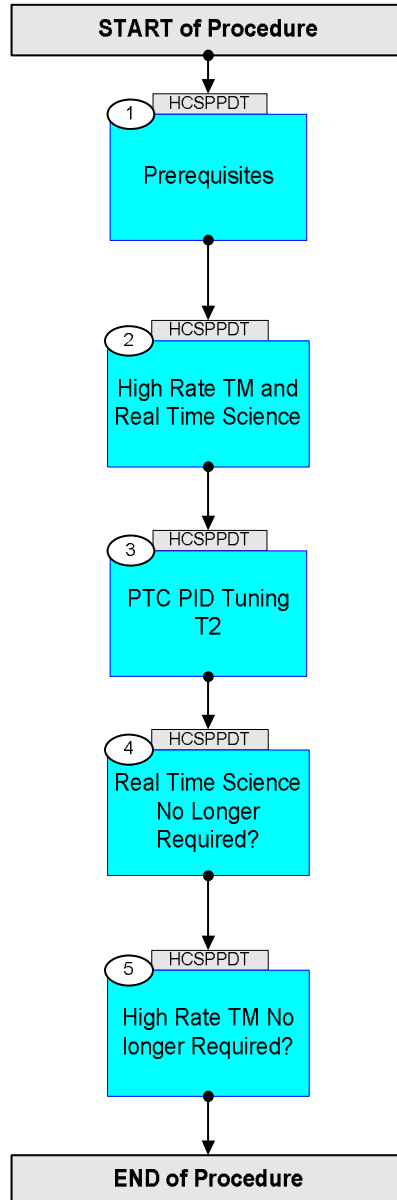 START of Procedure
HCSPPDT
1
Prerequisites
HCSPPDT
2
High Rate TM and
Real Time Science
HCSPPDT
3
PTC PID Tuning
T2
HCSPPDT
4
Real Time Science
No Longer
Required?
HCSPPDT
5
High Rate TM No
longer Required?
END of Procedure